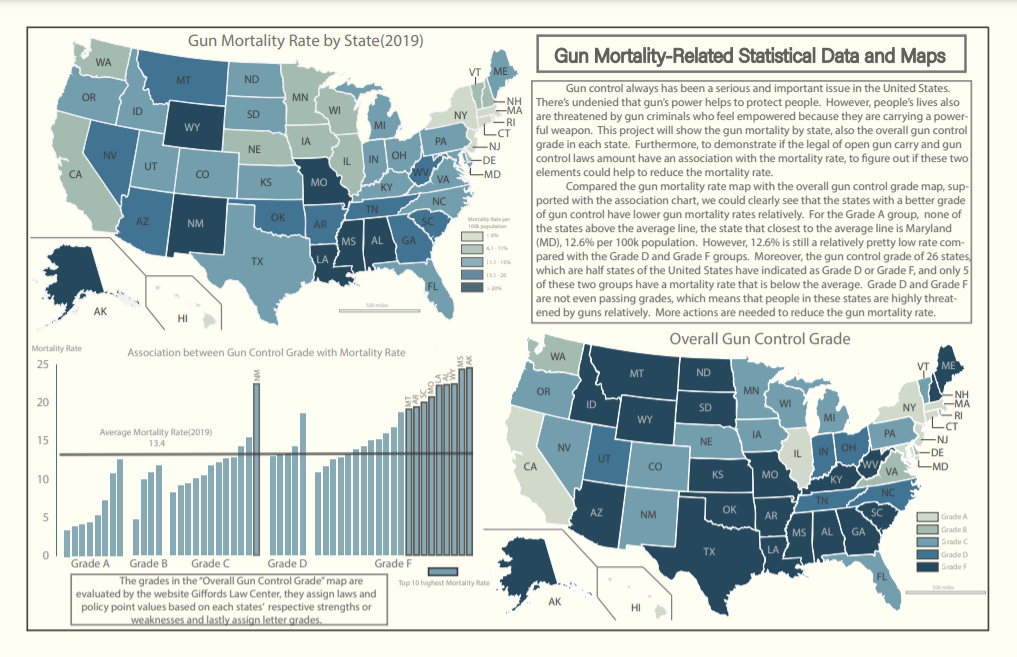 Gun Mortality Rate by State(2019)
WA
OR
CA
ID
NV
MT
WY
UT
AZ
CO
NM
ND
SD
NE
KS
OK
TX
MN
IA
MO
AR
LA
WI
IL
MI
IN
OH
KY
TN
MS
AL
GA
FL
SC
NC
VA
WV
PA
NY
VT
ME
NH
MA
RI
CT
NJ
DE
MD
AK
HI
Mortality Rate per
100k population
6.1 - 11%
11.1 - 15%
15.1 - 20
>20%
500 miles
Gun Mortality-Related Statistical Data and Maps
Gun control always has been a serious and important issue in the United States.
There's undenied that gun's power helps to protect people. However, people's lives also
are threatened by gun criminals who feel empowered because they are carrying a power-
ful weapon. This project will show the gun mortality by state, also the overall gun control
grade in each state. Furthermore, to demonstrate if the legal of open gun carry and gun
control laws amount have an association with the mortality rate, to figure out if these two
elements could help to reduce the mortality rate.
Compared the gun mortality rate map with the overall gun control grade map, sup-
ported with the association chart, we could clearly see that the states with a better grade
of gun control have lower gun mortality rates relatively. For the Grade A group, none of
the states above the average line, the state that closest to the average line is Maryland
(MD), 12.6% per 100k population. However, 12.6% is still a relatively pretty low rate com-
pared with the Grade D and Grade F groups. Moreover, the gun control grade of 26 states,
which are half states of the United States have indicated as Grade D or Grade F, and only 5
of these two groups have a mortality rate that is below the average. Grade D and Grade F
are not even passing grades, which means that people in these states are highly threat-
ened by guns relatively. More actions are needed to reduce the gun mortality rate.
Mortality Rate
Association between Gun Control Grade with Mortality Rate
25
20
15
10
5
0
Average Mortality Rate(2019)
13.4
NM
MT
AR
SC
MO
LA
AL
WY
MS
AK
Grade A
Grade B
Grade C
Grade D
Grade F
Top 10 highest Mortality Rate
The grades in the "Overall Gun Control Grade" map are
evaluated by the website Giffords Law Center, they assign laws and
policy point values based on each states' respective strengths or
weaknesses and lastly assign letter grades.
Overall Gun Control Grade
WA
OR
CA
ID
NV
MT
WY
UT
AZ
CO
NM
ND
SD
NE
KS
OK
TX
MN
IA
MO
AR
LA
WI
IL
MI
IN
OH
KY
TN
MS
AL
GA
FL
SC
NC
VA
WV
PA
NY
VT
ME
NH
MA
RI
CT
NJ
DE
MD
AK
HI
Grade A
Grade B
Grade C
Grade D
Grade F
500 miles